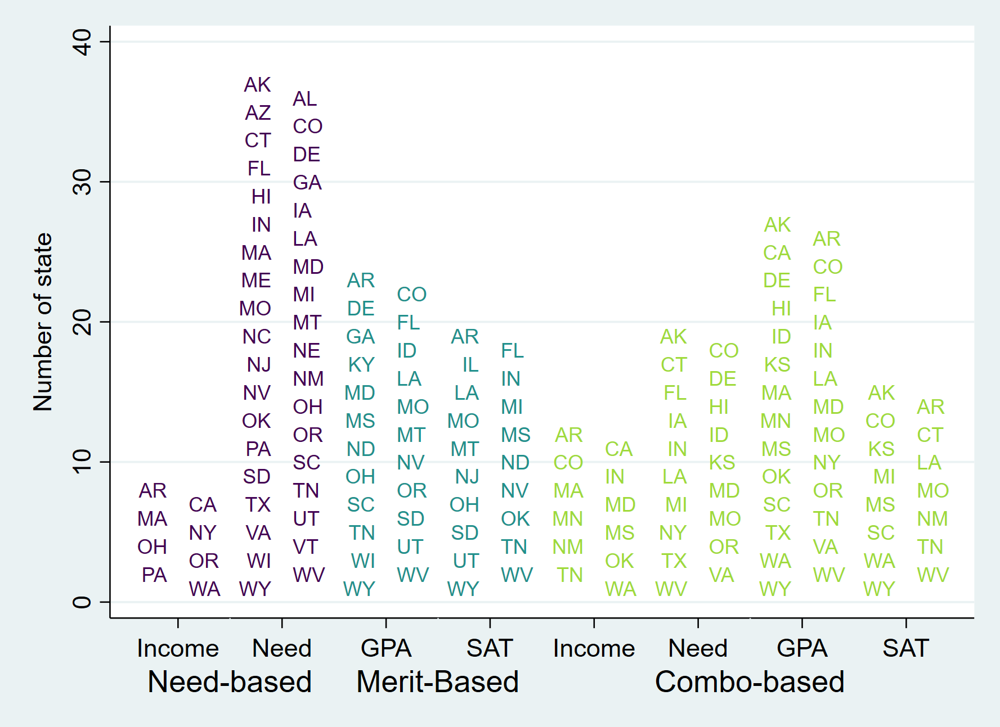 Number of state
40
AK
AL
AZ
CO
CT
DE
FL
30 GA
HI
IA
IN AK
LA AR
MA CA
MD CO
ME AR DE
MI CO FL
MO DE HI
20 MT FL IA
NC GA AR AK ID
NE ID FL CO IN
NJ KY IL CT KS
NM LA IN DE LA
NV MD LA FL MA AK
OH MO MI HI MD AR
OK MS MO IA MN CO
OR MT MS AR ID MO CT
PA ND MT CA IN MS KS
10 SC NV ND CO KS NY LA
SD OH NJ IN LA OK MI
AR TN OR NV MA MD OR MO
CA TX SC OH MD MI SC MS
MA UT SD OK MN MO TN NM
NY VA TN SD MS NY TX SC
OH VT UT TN NM OR VA TN
OR WI WI UT OK TX WA WA
PA WV WV WV TN VA WV WV
WA WY WY WY WA WV WY WY
0
Income Need GPA SAT Income Need GPA SAT
Need-based Merit-Based Combo-based